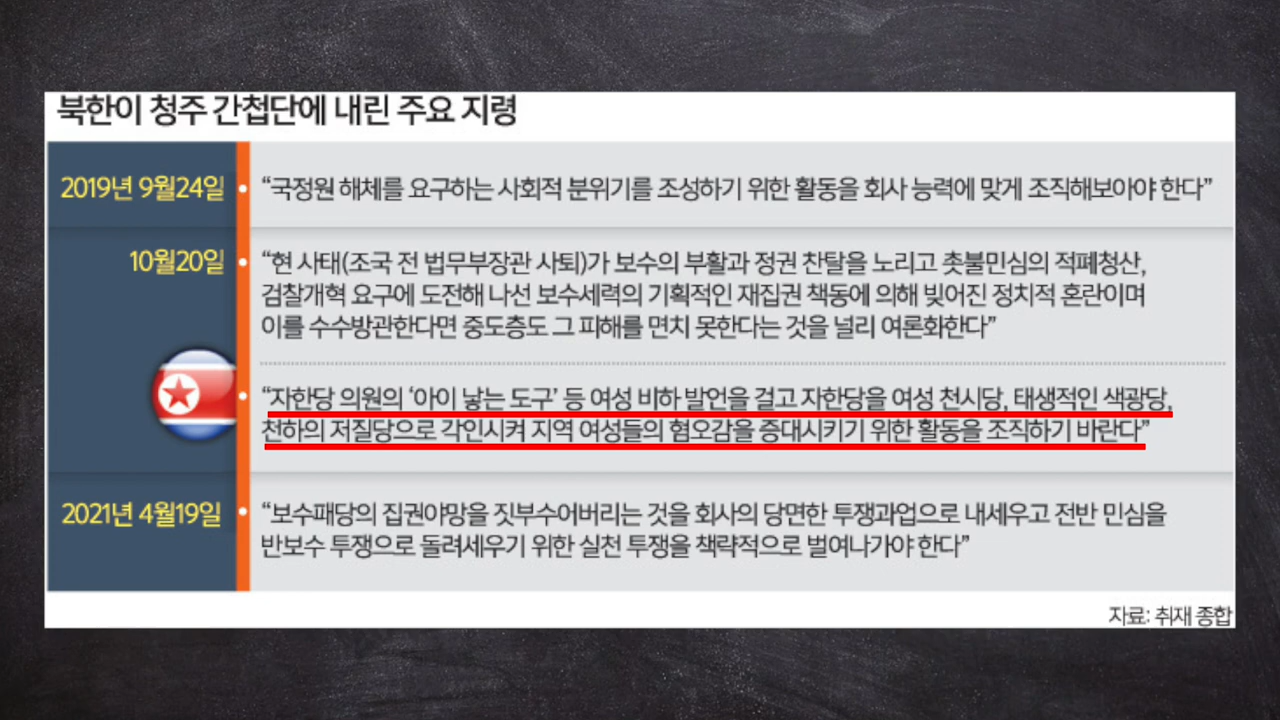 북한이 청주 간첩단에 내린 주요 지령
2019년 9월24일
“국정원 해체를 요구하는 사회적 분위기를 조성하기 위한 활동을 회사 능력에 맞게 조직해보아야 한다”
10월20일
“현 사태(조국 전 법무부장관 사퇴)가 보수의 부활과 정권 찬탈을 노리고 촛불민심의 적폐청산,
검찰개혁 요구에 도전해 나선 보수세력의 기획적인 재집권 책동에 의해 빚어진 정치적 혼란이며
이를 수수방관한다면 중도층도 그 피해를 면치 못한다는 것을 널리 여론화한다”
“자한당 의원의 ‘아이 낳는 도구’ 등 여성 비하 발언을 걸고 자한당을 여성 천시당, 태생적인 색광당,
천하의 저질당으로 각인시켜 지역 여성들의 혐오감을 증대시키기 위한 활동을 조직하기 바란다”
2021년 4월19일
“보수패당의 집권야망을 짓부수어버리는 것을 회사의 당면한 투쟁과업으로 내세우고 전반 민심을
반보수 투쟁으로 돌려세우기 위한 실천 투쟁을 책략적으로 벌여나가야 한다”
자료: 취재 종합